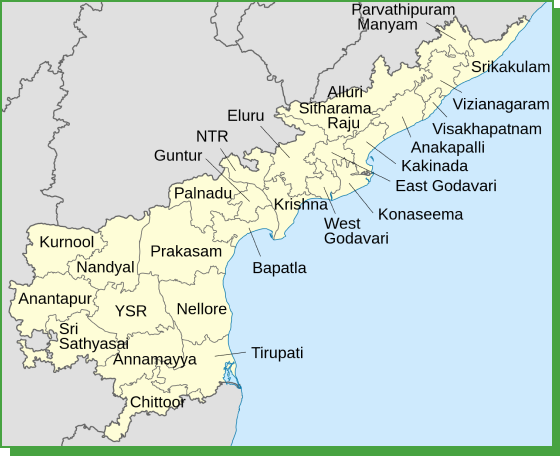 Parvathipuram
Manyam
Srikakulam
Alluri
Sitharama
Raju
Vizianagaram
Eluru
Visakhapatnam
NTR
Anakapalli
Guntur
Kakinada
East Godavari
Palnadu
Krishna
Konaseema
West
Godavari
Kurnool
Prakasam
Nandyal
Bapatla
Anantapur
YSR
Nellore
Sri
Sathyasai
Annamayya
Tirupati
Chittoor